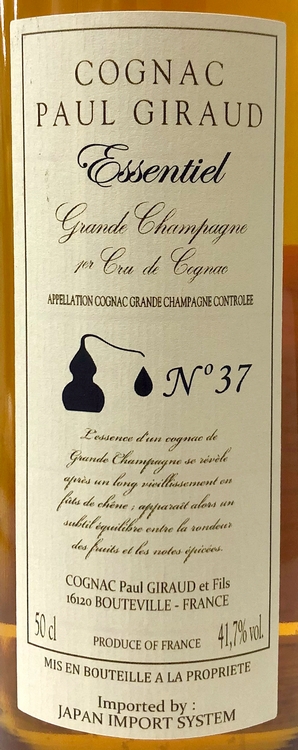 COGNAC
PAUL GIRAUD
Essentiel
Grande Champagne
1er Cru de Cognac
APPELLATION COGNAC GRANDE CHAMPAGNE CONTROLEE
N° 37
L'essence d'un cognac de
Grande Champagne se révèle
après un long vieillissement en
fûts de chêne ; apparaît alors un
subtil équilibre entre la rondeur
des fruits et les notes épicées.
COGNAC Paul GIRAUD et Fils
16120 BOUTEVILLE - FRANCE
50 cl
PRODUCE OF FRANCE
41,7% vol.
MIS EN BOUTEILLE A LA PROPRIETE
Imported by :
JAPAN IMPORT SYSTEM